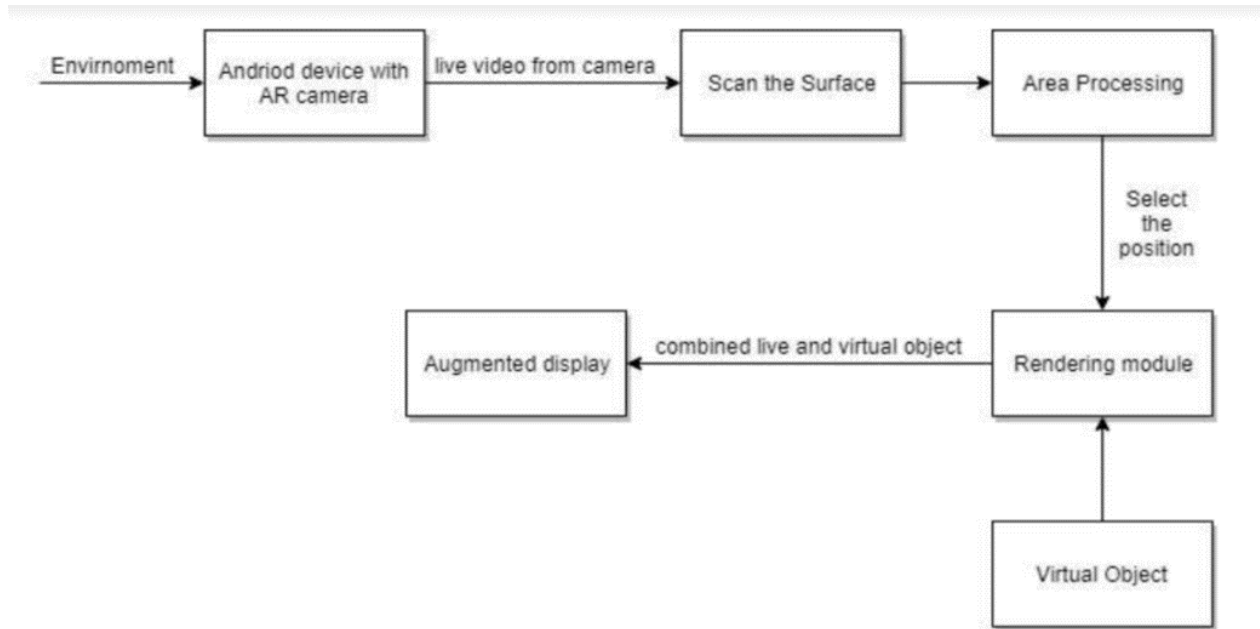 Envirnoment
Andriod device with
AR camera
live video from camera
Scan the Surface
Area Processing
Select
the
position
Augmented display
combined live and virtual object
Rendering module
Virtual Object